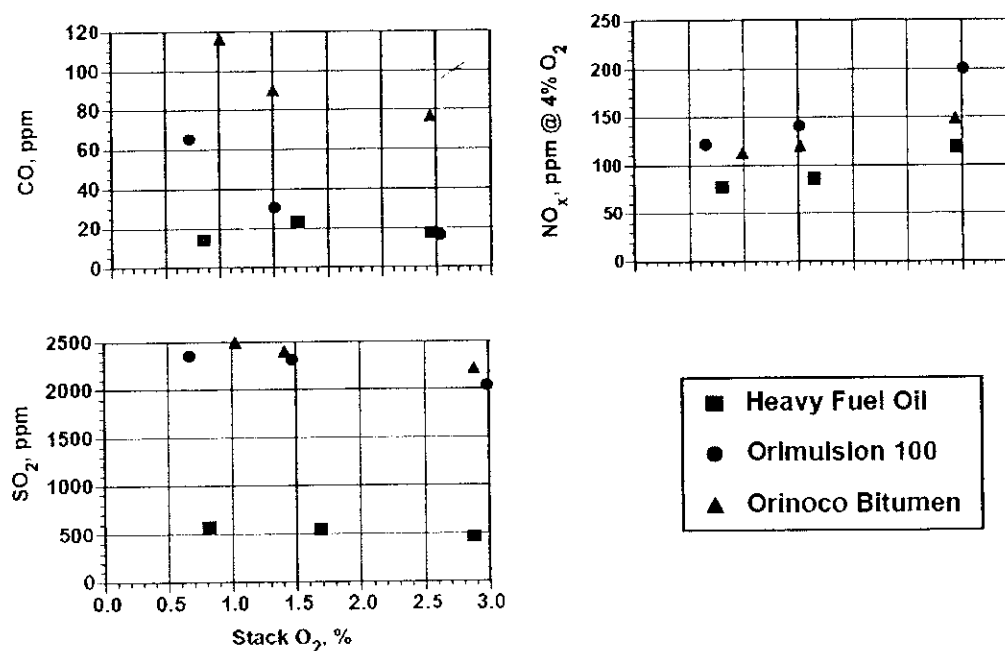 120
100
80
60
40
20
0
CO, ppm
250
200
150
100
50
0
NOx, ppm @ 4% O2
2500
2000
1500
1000
500
0
SO2, ppm
0.0 0.5 1.0 1.5 2.0 2.5 3.0
Stack O2, %
Heavy Fuel Oil
Orimulsion 100
Orinoco Bitumen